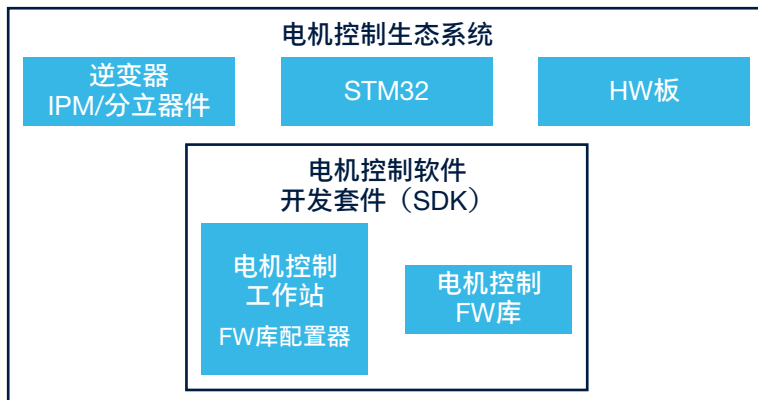 电机控制生态系统
逆变器
IPM/分立器件
STM32
HW板
电机控制软件
开发套件（SDK）
电机控制
工作站
FW库配置器
电机控制
FW库